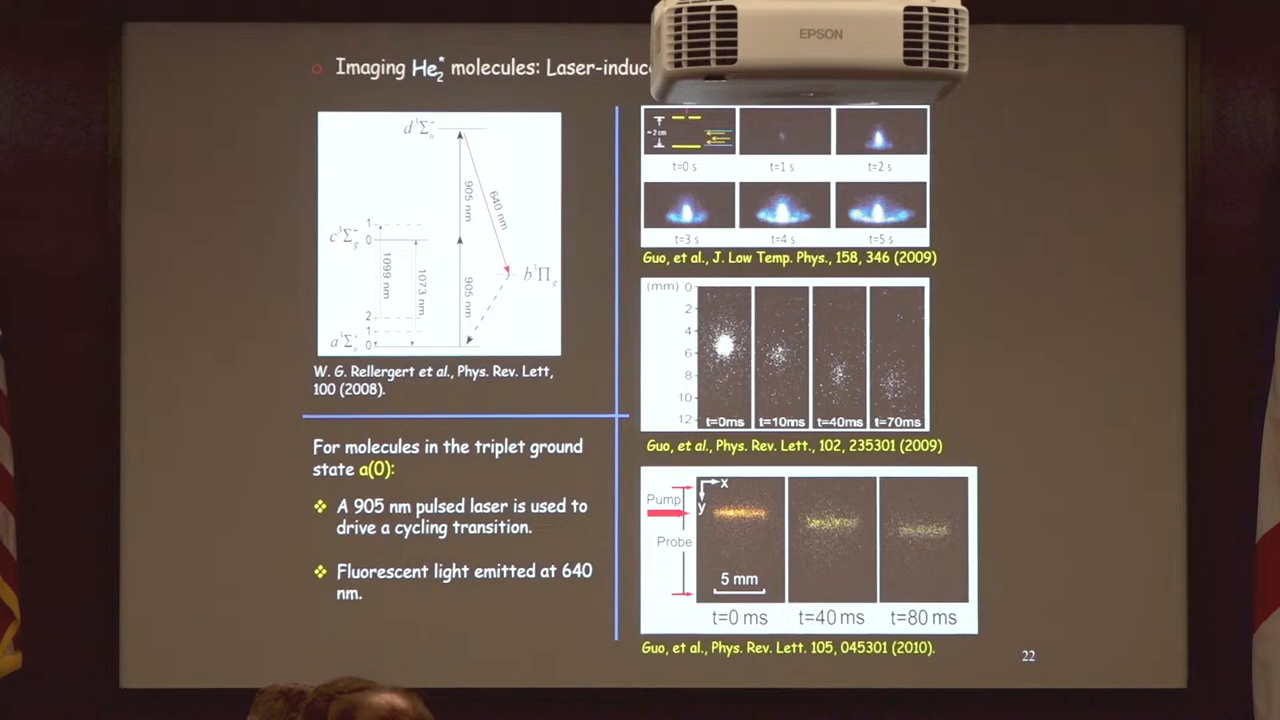 EPSON
o Imaging He₂* molecules: Laser-induc
d³Σᵤ⁺
905 nm
640 nm
c³Σg⁺
1
0
1099 nm
1073 nm
905 nm
b³Πg
2
1
a³Σᵤ⁺ 0
W. G. Rellergert et al., Phys. Rev. Lett,
100 (2008).
For molecules in the triplet ground
state a(0):
❖ A 905 nm pulsed laser is used to
drive a cycling transition.
❖ Fluorescent light emitted at 640
nm.
~2 cm
t=0 s t=1 s t=2 s
t=3 s t=4 s t=5 s
Guo, et al., J. Low Temp. Phys., 158, 346 (2009)
(mm) 0
2
4
6
8
10
12
t=0ms t=10ms t=40ms t=70ms
Guo, et al., Phys. Rev. Lett., 102, 235301 (2009)
x
y
Pump
Probe
5 mm
t=0 ms t=40 ms t=80 ms
Guo, et al., Phys. Rev. Lett. 105, 045301 (2010).
22